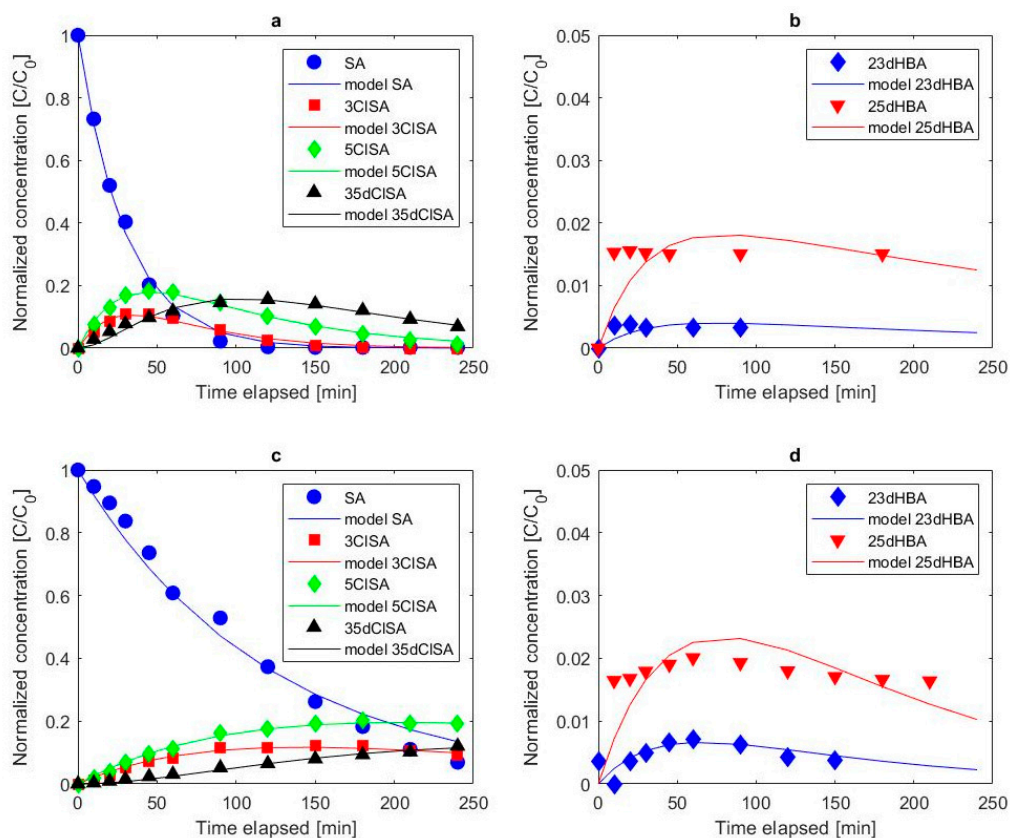 a
Normalized concentration [C/C0]
1
0.8
0.6
0.4
0.2
0
SA
model SA
3ClSA
model 3ClSA
5ClSA
model 5ClSA
35dClSA
model 35dClSA
0 50 100 150 200 250
Time elapsed [min]
b
Normalized concentration [C/C0]
0.05
0.04
0.03
0.02
0.01
0
23dHBA
model 23dHBA
25dHBA
model 25dHBA
0 50 100 150 200 250
Time elapsed [min]
c
Normalized concentration [C/C0]
1
0.8
0.6
0.4
0.2
0
SA
model SA
3ClSA
model 3ClSA
5ClSA
model 5ClSA
35dClSA
model 35dClSA
0 50 100 150 200 250
Time elapsed [min]
d
Normalized concentration [C/C0]
0.05
0.04
0.03
0.02
0.01
0
23dHBA
model 23dHBA
25dHBA
model 25dHBA
0 50 100 150 200 250
Time elapsed [min]